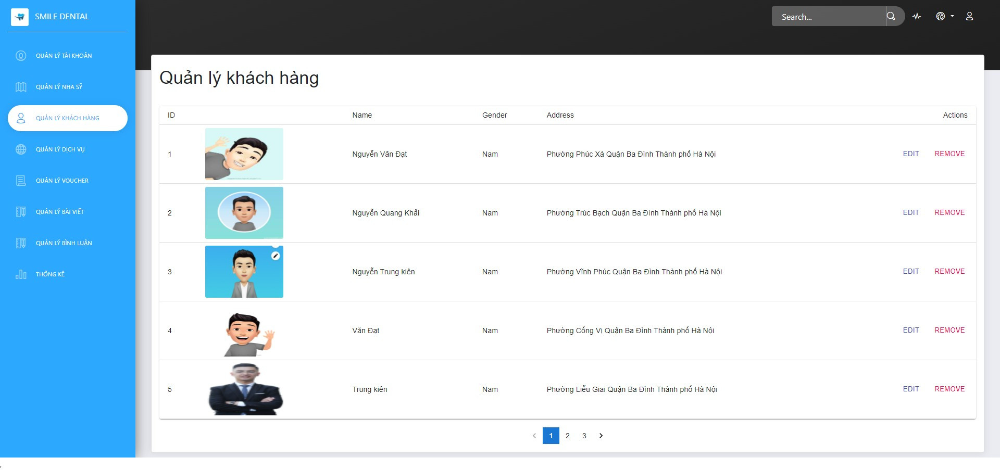 SMILE DENTAL
Search...
QUẢN LÝ TÀI KHOẢN
QUẢN LÝ NHA SỸ
QUẢN LÝ KHÁCH HÀNG
QUẢN LÝ DỊCH VỤ
QUẢN LÝ VOUCHER
QUẢN LÝ BÀI VIẾT
QUẢN LÝ BÌNH LUẬN
THỐNG KÊ
Quản lý khách hàng
ID Name Gender Address Actions
1 Nguyễn Văn Đạt Nam Phường Phúc Xá Quận Ba Đình Thành phố Hà Nội EDIT REMOVE
2 Nguyễn Quang Khải Nam Phường Trúc Bạch Quận Ba Đình Thành phố Hà Nội EDIT REMOVE
3 Nguyễn Trung kiên Nam Phường Vĩnh Phúc Quận Ba Đình Thành phố Hà Nội EDIT REMOVE
4 Văn Đạt Nam Phường Cống Vị Quận Ba Đình Thành phố Hà Nội EDIT REMOVE
5 Trung kiên Nam Phường Liễu Giai Quận Ba Đình Thành phố Hà Nội EDIT REMOVE
1 2 3
,